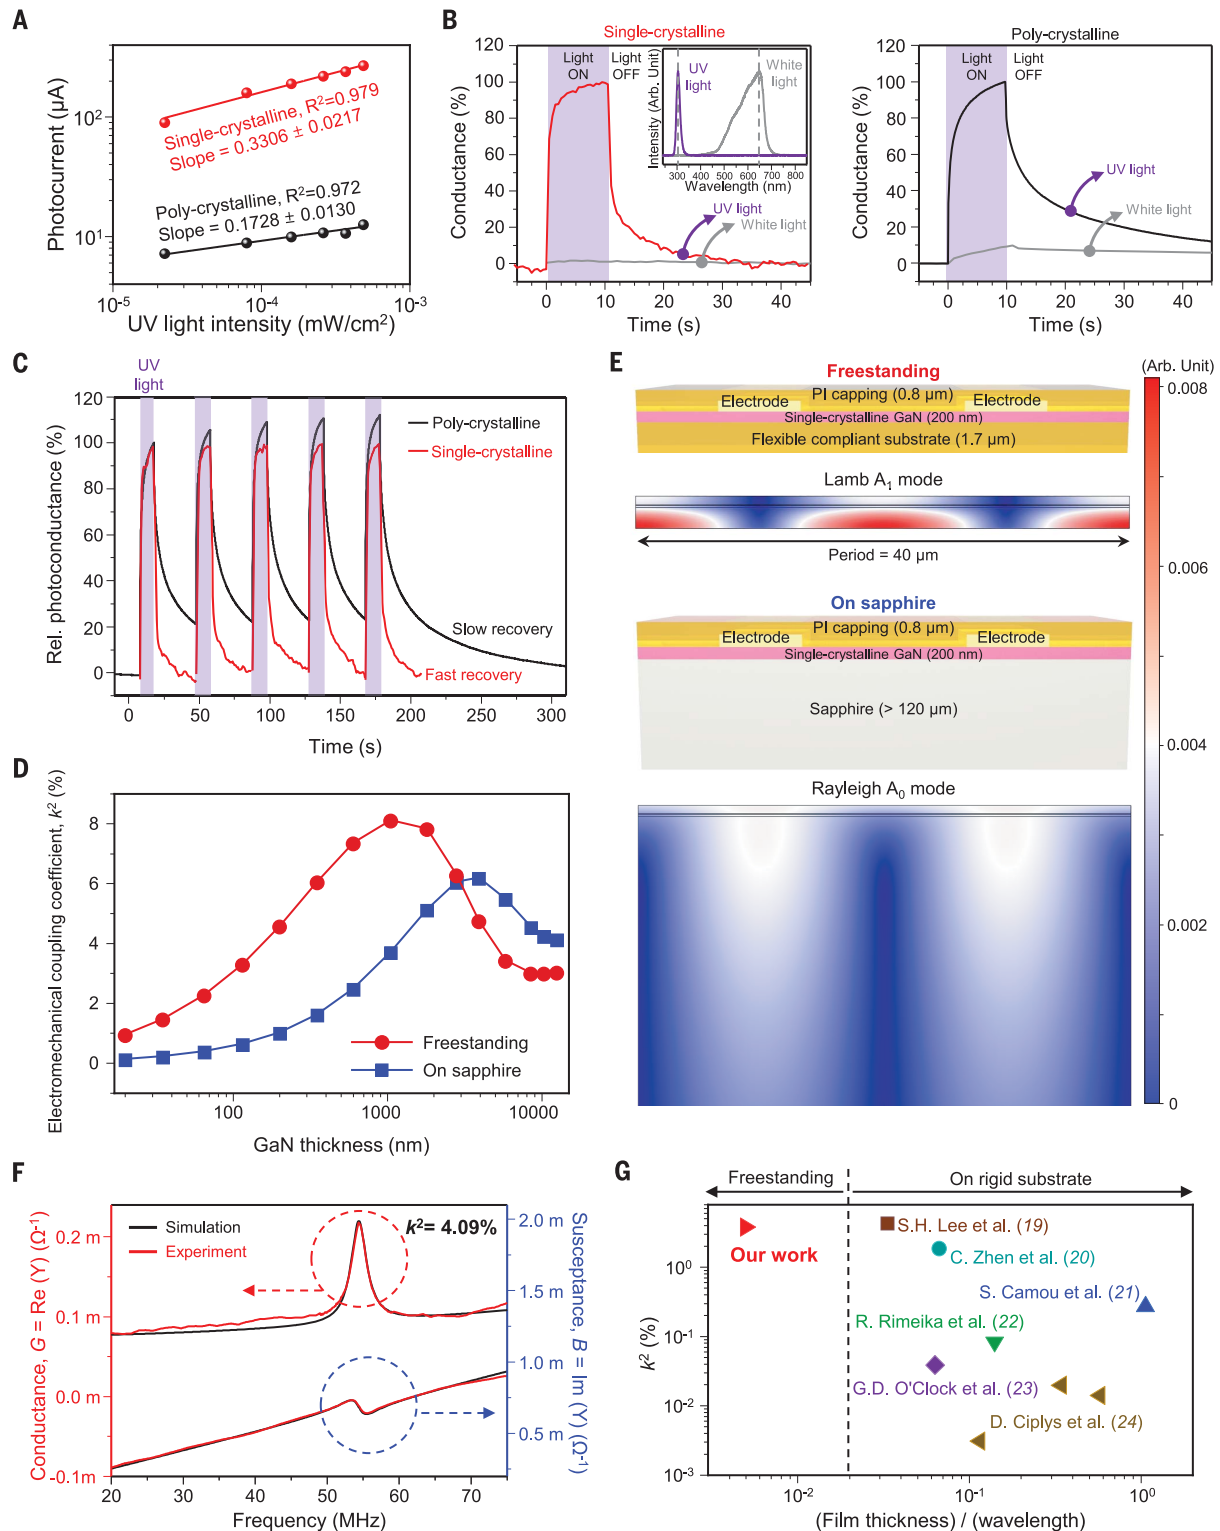 A
Photocurrent (μA)
10²
10¹
Single-crystalline, R²=0.979
Slope = 0.3306 ± 0.0217
Poly-crystalline, R²=0.972
Slope = 0.1728 ± 0.0130
10⁻⁵
10⁻⁴
10⁻³
UV light intensity (mW/cm²)
B
Single-crystalline
Conductance (%)
120
100
80
60
40
20
0
Light
ON
Light
OFF
Intensity (Arb. Unit)
UV
light
White
light
300 400 500 600 700 800
Wavelength (nm)
UV light
White light
0 10 20 30 40
Time (s)
Poly-crystalline
Conductance (%)
120
100
80
60
40
20
0
Light
ON
Light
OFF
UV light
White light
0 10 20 30 40
Time (s)
C
UV
light
Rel. photoconductance (%)
120
100
80
60
40
20
0
Poly-crystalline
Single-crystalline
Slow recovery
Fast recovery
0 50 100 150 200 250 300
Time (s)
D
Electromechanical coupling coefficient, k² (%)
8
6
4
2
0
Freestanding
On sapphire
100 1000 10000
GaN thickness (nm)
E
Freestanding
PI capping (0.8 μm)
Electrode
Electrode
Single-crystalline GaN (200 nm)
Flexible compliant substrate (1.7 μm)
Lamb A₁ mode
Period = 40 μm
On sapphire
PI capping (0.8 μm)
Electrode
Electrode
Single-crystalline GaN (200 nm)
Sapphire (> 120 μm)
Rayleigh A₀ mode
(Arb. Unit)
0.008
0.006
0.004
0.002
0
F
Conductance, G = Re (Y) (Ω⁻¹)
0.2 m
0.1 m
0.0 m
-0.1m
Simulation
Experiment
k²= 4.09%
2.0 m
1.5 m
1.0 m
0.5 m
Susceptance, B = Im (Y) (Ω⁻¹)
20 30 40 50 60 70
Frequency (MHz)
G
Freestanding
On rigid substrate
k² (%)
10⁰
10⁻¹
10⁻²
10⁻³
Our work
S.H. Lee et al. (19)
C. Zhen et al. (20)
S. Camou et al. (21)
R. Rimeika et al. (22)
G.D. O'Clock et al. (23)
D. Ciplys et al. (24)
10⁻²
10⁻¹
10⁰
(Film thickness) / (wavelength)